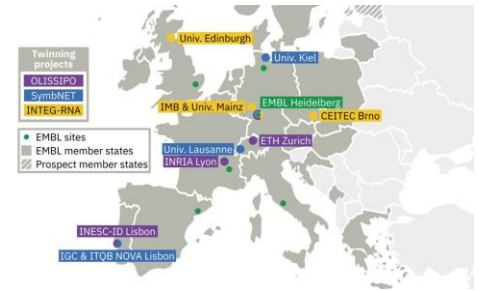 Twinning
projects
OLISSIPO
SymbNET
INTEG-RNA
EMBL sites
EMBL member states
Prospect member states
Univ. Edinburgh
Univ. Kiel
IMB & Univ. Mainz
EMBL Heidelberg
CEITEC Brno
ETH Zurich
Univ. Lausanne
INRIA Lyon
INESC-ID Lisbon
IGC & ITQB NOVA Lisbon